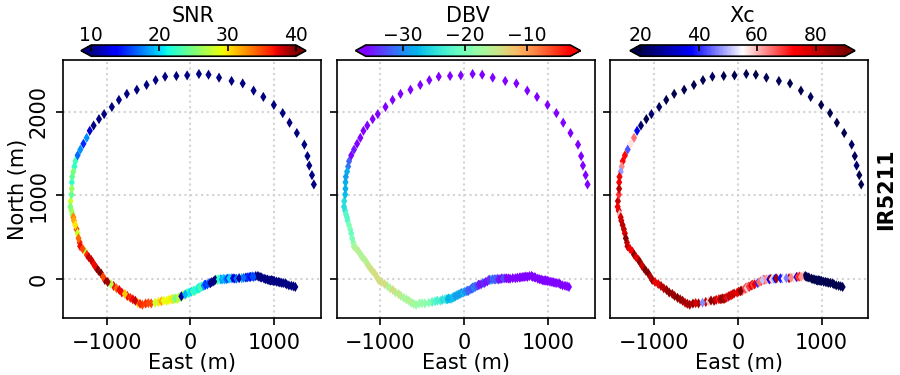 SNR DBV Xc
10 20 30 40 −30 −20 −10 20 40 60 80
2000
1000
0
North (m)
IR5211
−1000 0 1000 −1000 0 1000 −1000 0 1000
East (m) East (m) East (m)